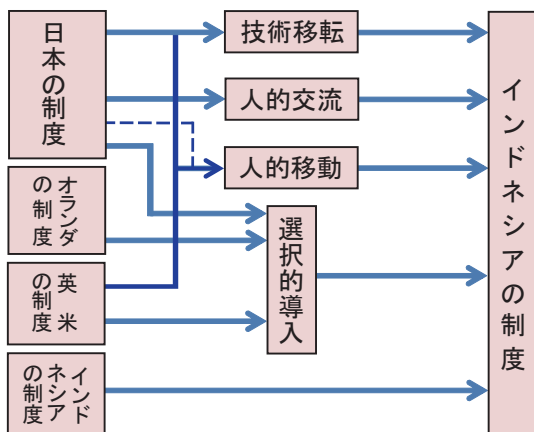 日本の制度
オランダ
の制度
英米
の制度
インド
ネシア
の制度
技術移転
人的交流
人的移動
選択的導入
インドネシアの制度